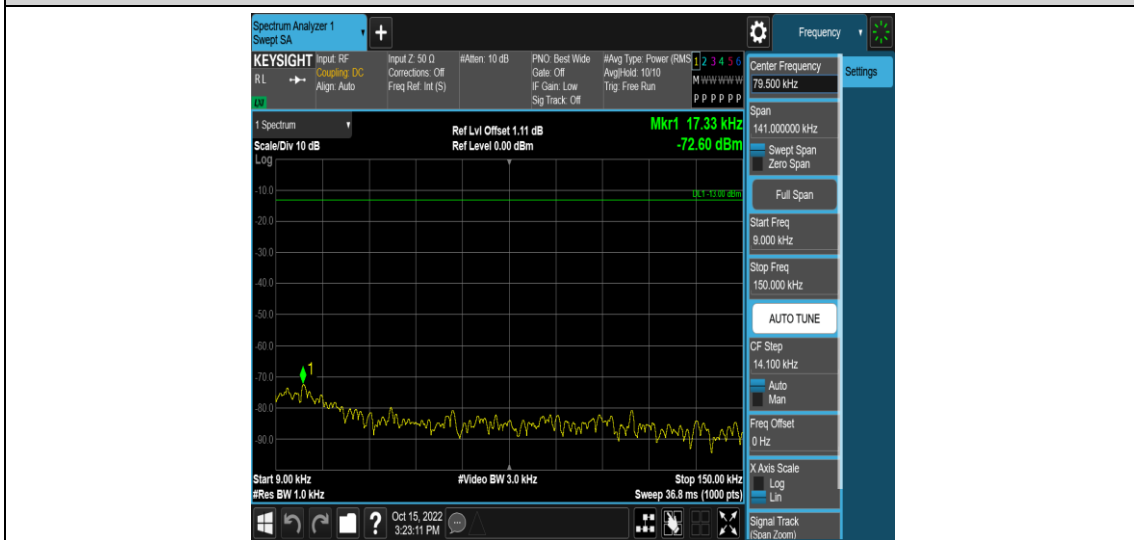 Spectrum Analyzer 1
Swept SA
Frequency
KEYSIGHT
RL
Input: RF
Coupling: DC
Align: Auto
Input Z: 50 Ω
Corrections: Off
Freq Ref: Int (S)
#Atten: 10 dB
PNO: Best Wide
Gate: Off
IF Gain: Low
Sig Track: Off
#Avg Type: Power (RMS
Avg|Hold: 10/10
Trig: Free Run
1 2 3 4 5 6
M W W W W W
P P P P P P
1 Spectrum
Scale/Div 10 dB
Ref Lvl Offset 1.11 dB
Ref Level 0.00 dBm
Mkr1 17.33 kHz
-72.60 dBm
Log
DL1 -13.00 dBm
-10.0
-20.0
-30.0
-40.0
-50.0
-60.0
-70.0
-80.0
-90.0
1
Start 9.00 kHz
#Res BW 1.0 kHz
#Video BW 3.0 kHz
Stop 150.00 kHz
Sweep 36.8 ms (1000 pts)
Center Frequency
79.500 kHz
Settings
Span
141.000000 kHz
Swept Span
Zero Span
Full Span
Start Freq
9.000 kHz
Stop Freq
150.000 kHz
AUTO TUNE
CF Step
14.100 kHz
Auto
Man
Freq Offset
0 Hz
X Axis Scale
Log
Lin
Signal Track
(Span Zoom)
?
Oct 15, 2022
3:23:11 PM